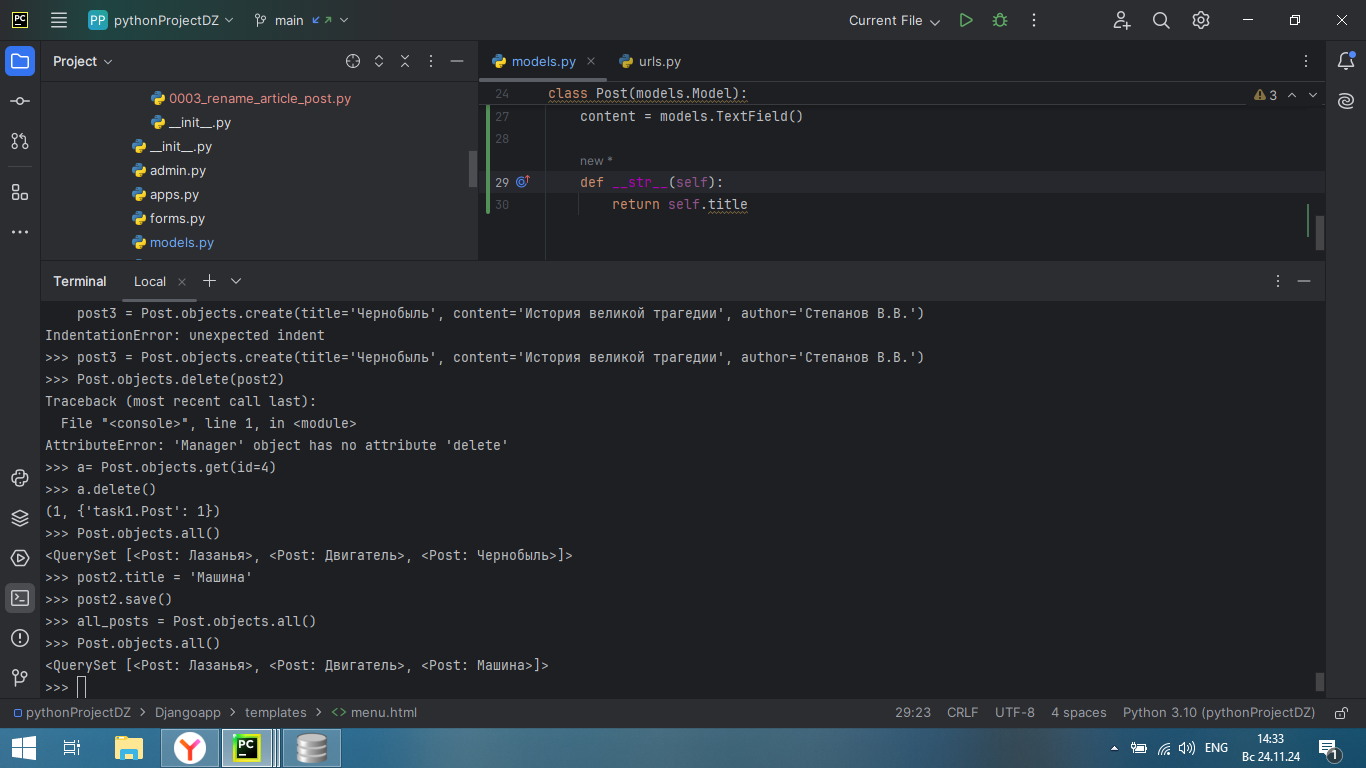 PC
PP pythonProjectDZ
main
Current File
Project
models.py
urls.py
0003_rename_article_post.py
__init__.py
__init__.py
admin.py
apps.py
forms.py
models.py
24 class Post(models.Model):
3
27 content = models.TextField()
28
new *
29 def __str__(self):
30 return self.title
Terminal
Local
post3 = Post.objects.create(title='Чернобыль', content='История великой трагедии', author='Степанов В.В.')
IndentationError: unexpected indent
>>> post3 = Post.objects.create(title='Чернобыль', content='История великой трагедии', author='Степанов В.В.')
>>> Post.objects.delete(post2)
Traceback (most recent call last):
File "<console>", line 1, in <module>
AttributeError: 'Manager' object has no attribute 'delete'
>>> a= Post.objects.get(id=4)
>>> a.delete()
(1, {'task1.Post': 1})
>>> Post.objects.all()
<QuerySet [<Post: Лазанья>, <Post: Двигатель>, <Post: Чернобыль>]>
>>> post2.title = 'Машина'
>>> post2.save()
>>> all_posts = Post.objects.all()
>>> Post.objects.all()
<QuerySet [<Post: Лазанья>, <Post: Двигатель>, <Post: Машина>]>
>>>
pythonProjectDZ > Djangoapp > templates > <> menu.html
29:23 CRLF UTF-8 4 spaces Python 3.10 (pythonProjectDZ)
Y
PC
ENG
14:33
Вс 24.11.24
1